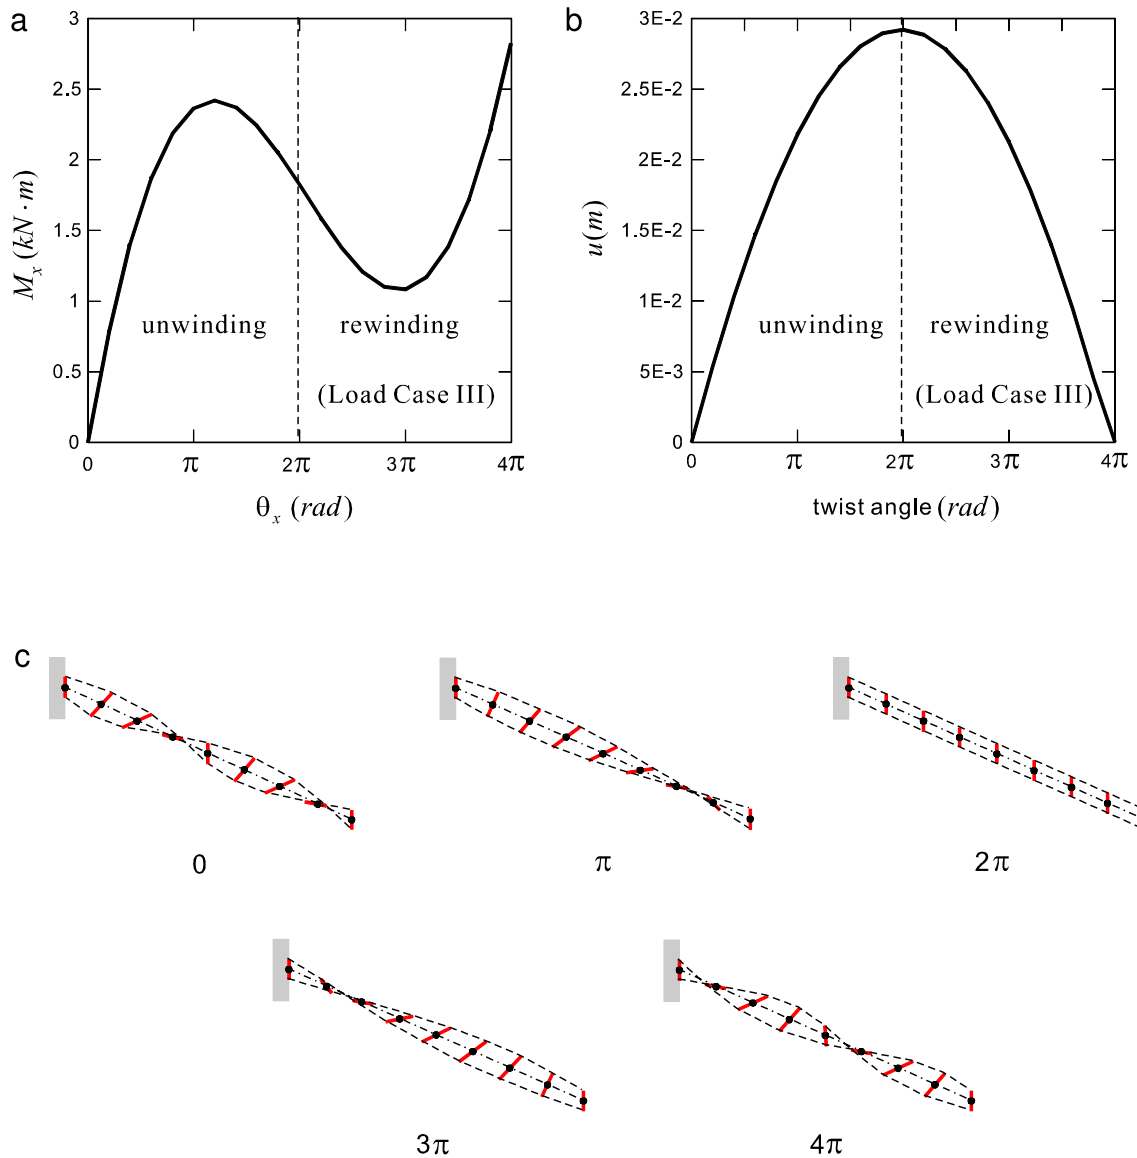 a
3
2.5
2
1.5
1
0.5
0
M_x (kN · m)
unwinding
rewinding
(Load Case III)
0
π
2π
3π
4π
θ_x (rad)
b
3E-2
2.5E-2
2E-2
1.5E-2
1E-2
5E-3
0
u(m)
unwinding
rewinding
(Load Case III)
0
π
2π
3π
4π
twist angle (rad)
c
0
π
2π
3π
4π